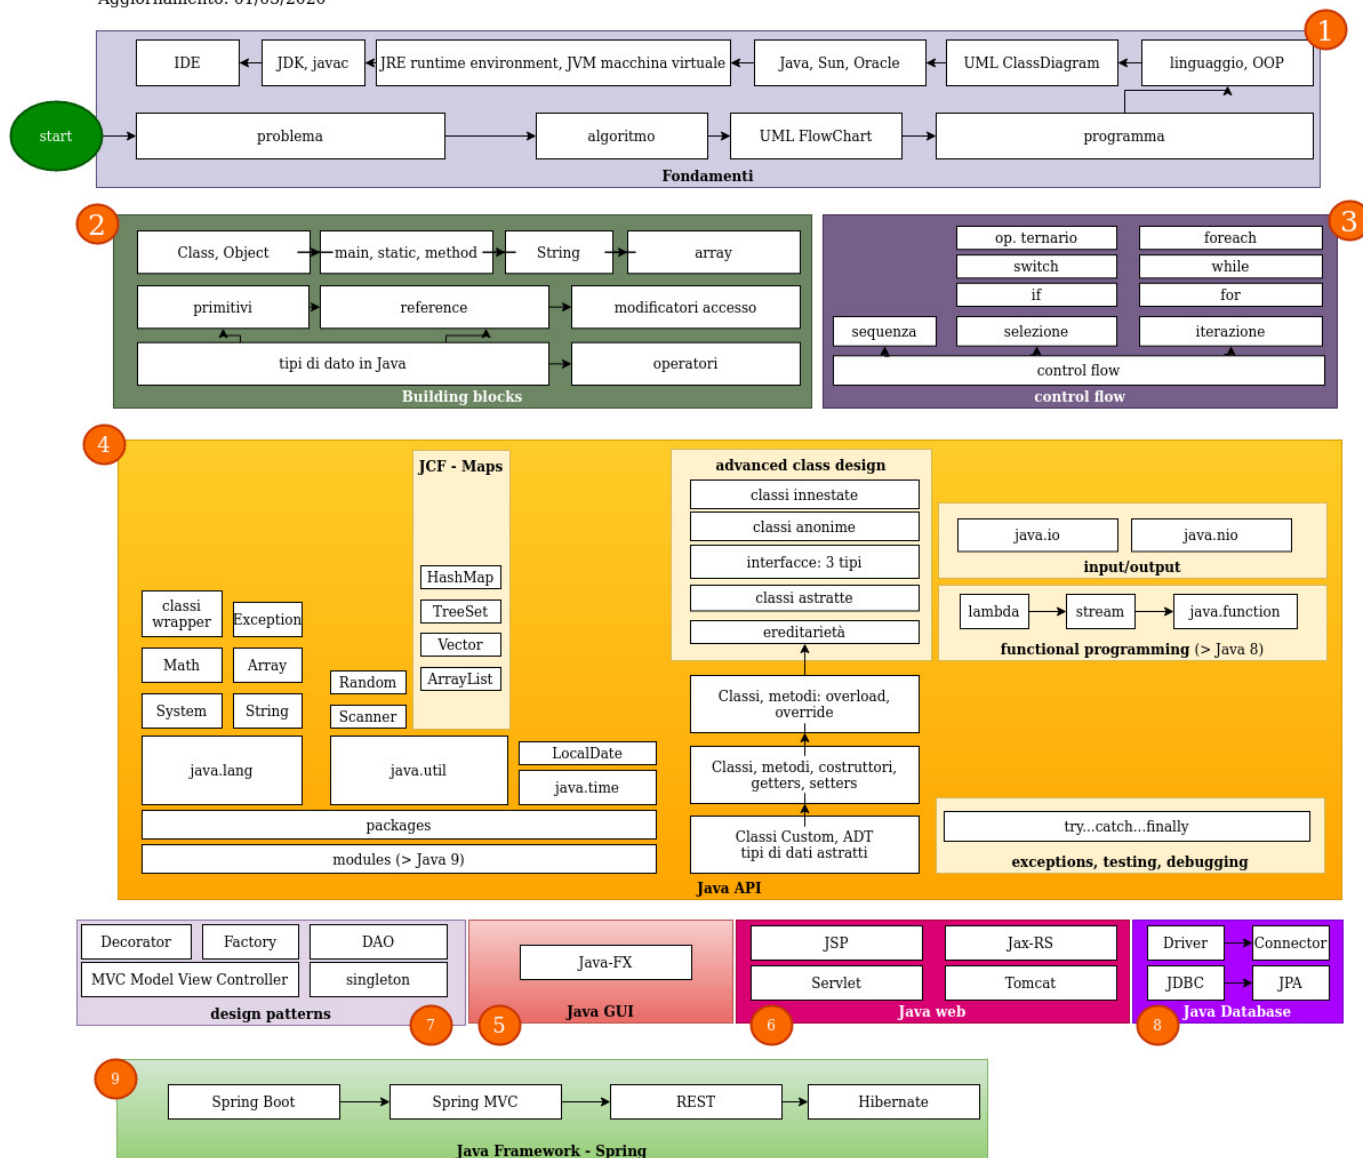 Aggiornamento: 01/03/2020
1
IDE
JDK, javac
JRE runtime environment, JVM macchina virtuale
Java, Sun, Oracle
UML ClassDiagram
linguaggio, OOP
start
problema
algoritmo
UML FlowChart
programma
Fondamenti
2
Class, Object
main, static, method
String
array
primitivi
reference
modificatori accesso
tipi di dato in Java
operatori
Building blocks
3
op. ternario
foreach
switch
while
if
for
sequenza
selezione
iterazione
control flow
control flow
4
JCF - Maps
HashMap
TreeSet
Vector
ArrayList
classi
wrapper
Exception
Math
Array
System
String
Random
Scanner
java.lang
java.util
LocalDate
java.time
packages
modules (> Java 9)
advanced class design
classi innestate
classi anonime
interfacce: 3 tipi
classi astratte
ereditarietà
Classi, metodi: overload,
override
Classi, metodi, costruttori,
getters, setters
Classi Custom, ADT
tipi di dati astratti
java.io
java.nio
input/output
lambda
stream
java.function
functional programming (> Java 8)
try...catch...finally
exceptions, testing, debugging
Java API
Decorator
Factory
DAO
MVC Model View Controller
singleton
design patterns
7
Java-FX
Java GUI
5
JSP
Jax-RS
Servlet
Tomcat
Java web
6
Driver
Connector
JDBC
JPA
Java Database
8
9
Spring Boot
Spring MVC
REST
Hibernate
Java Framework - Spring